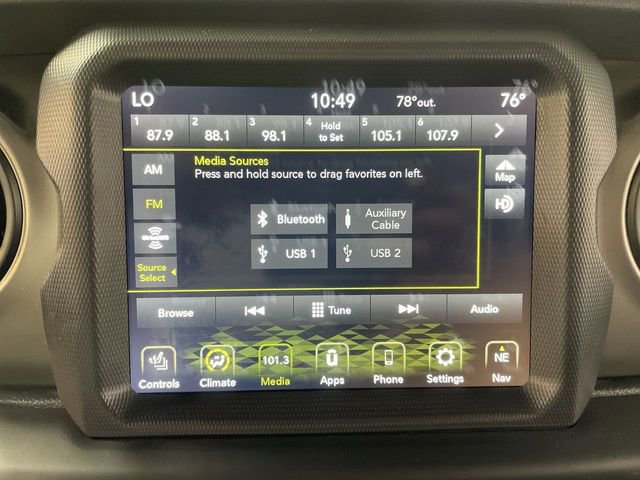 LO 10:49 78°out. 76°
1 2 3 4 5 6
87.9 88.1 98.1 Hold to Set 105.1 107.9
AM
Media Sources
Press and hold source to drag favorites on left.
Map
FM
HD
Bluetooth
Auxiliary Cable
USB 1
USB 2
Source Select
Browse Tune Audio
101.3 NE
Controls Climate Media Apps Phone Settings Nav